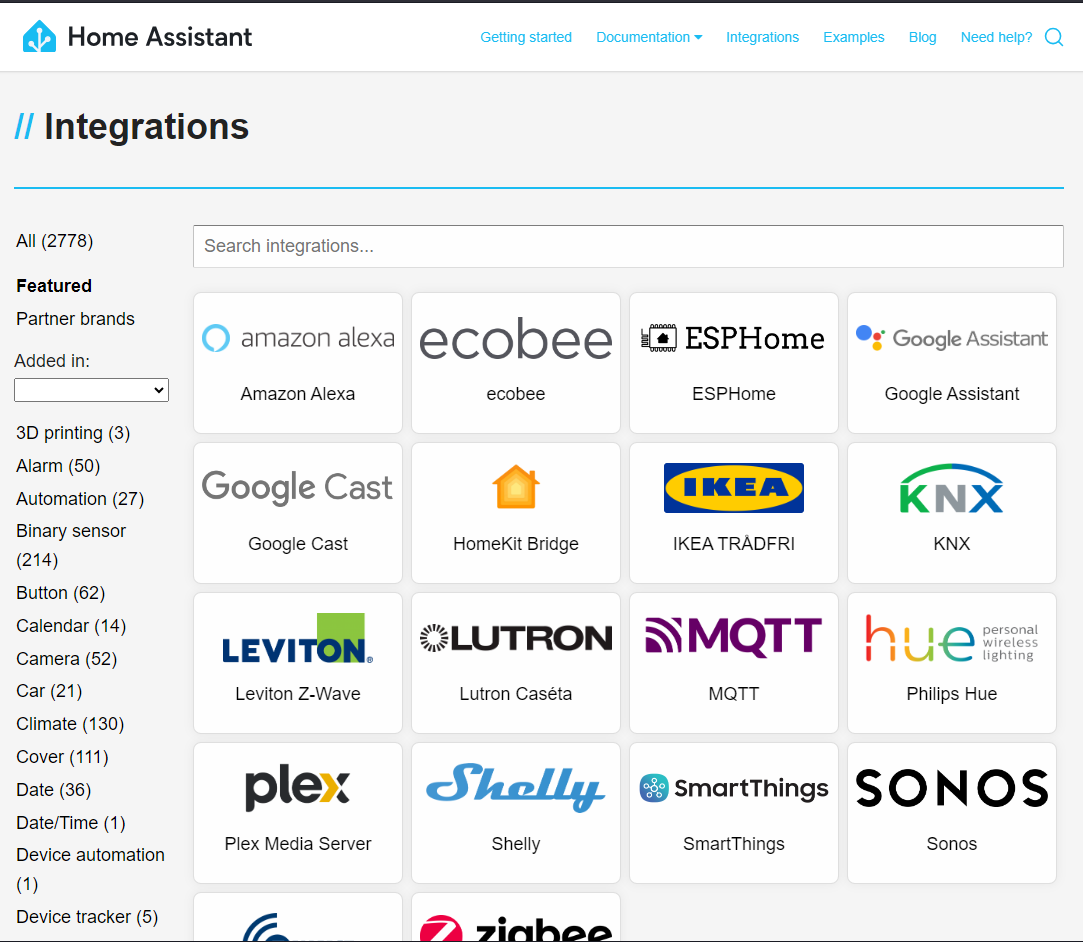 Home Assistant
Getting started Documentation Integrations Examples Blog Need help?
// Integrations
All (2778)
Featured
Partner brands
Added in:
3D printing (3)
Alarm (50)
Automation (27)
Binary sensor
(214)
Button (62)
Calendar (14)
Camera (52)
Car (21)
Climate (130)
Cover (111)
Date (36)
Date/Time (1)
Device automation
(1)
Device tracker (5)
Search integrations...
amazon alexa
Amazon Alexa
ecobee
ecobee
ESPHome
ESPHome
Google Assistant
Google Assistant
Google Cast
Google Cast
HomeKit Bridge
IKEA
IKEA TRÅDFRI
KNX
KNX
LEVITON®
Leviton Z-Wave
LUTRON
Lutron Caséta
MQTT
MQTT
hue personal
wireless
lighting
Philips Hue
plex
Plex Media Server
Shelly
Shelly
SmartThings
SmartThings
SONOS
Sonos
zigbee